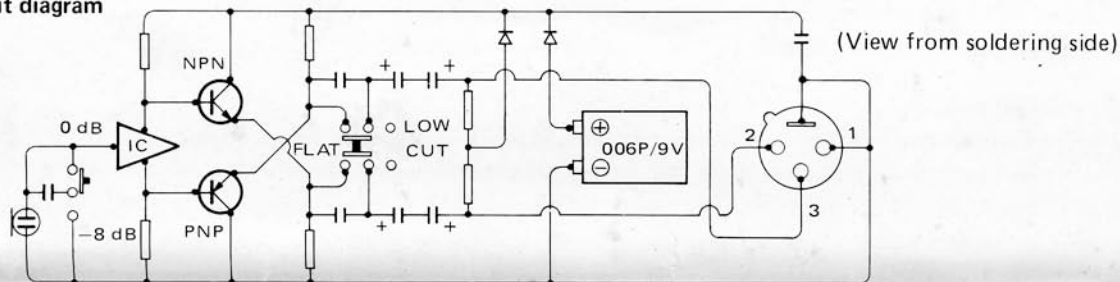 it diagram
(View from soldering side)
NPN
0 dB
IC
FLAT
LOW
CUT
+
+
+
+
006P/9V
⊕
⊖
2
1
3
−8 dB
PNP